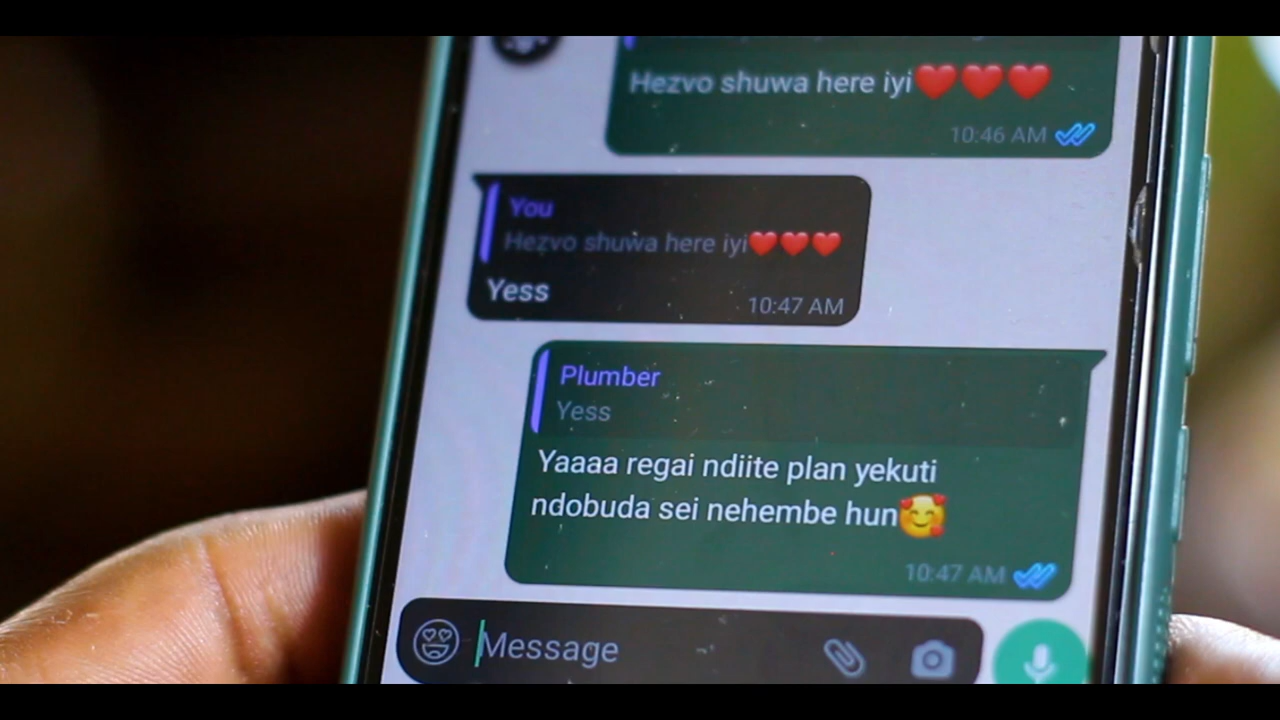 Hezvo shuwa here iyi❤️❤️❤️
10:46 AM
You
Hezvo shuwa here iyi❤️❤️❤️
Yess
10:47 AM
Plumber
Yess
Yaaaa regai ndiite plan yekuti
ndobuda sei nehembe hun🥰
10:47 AM
Message